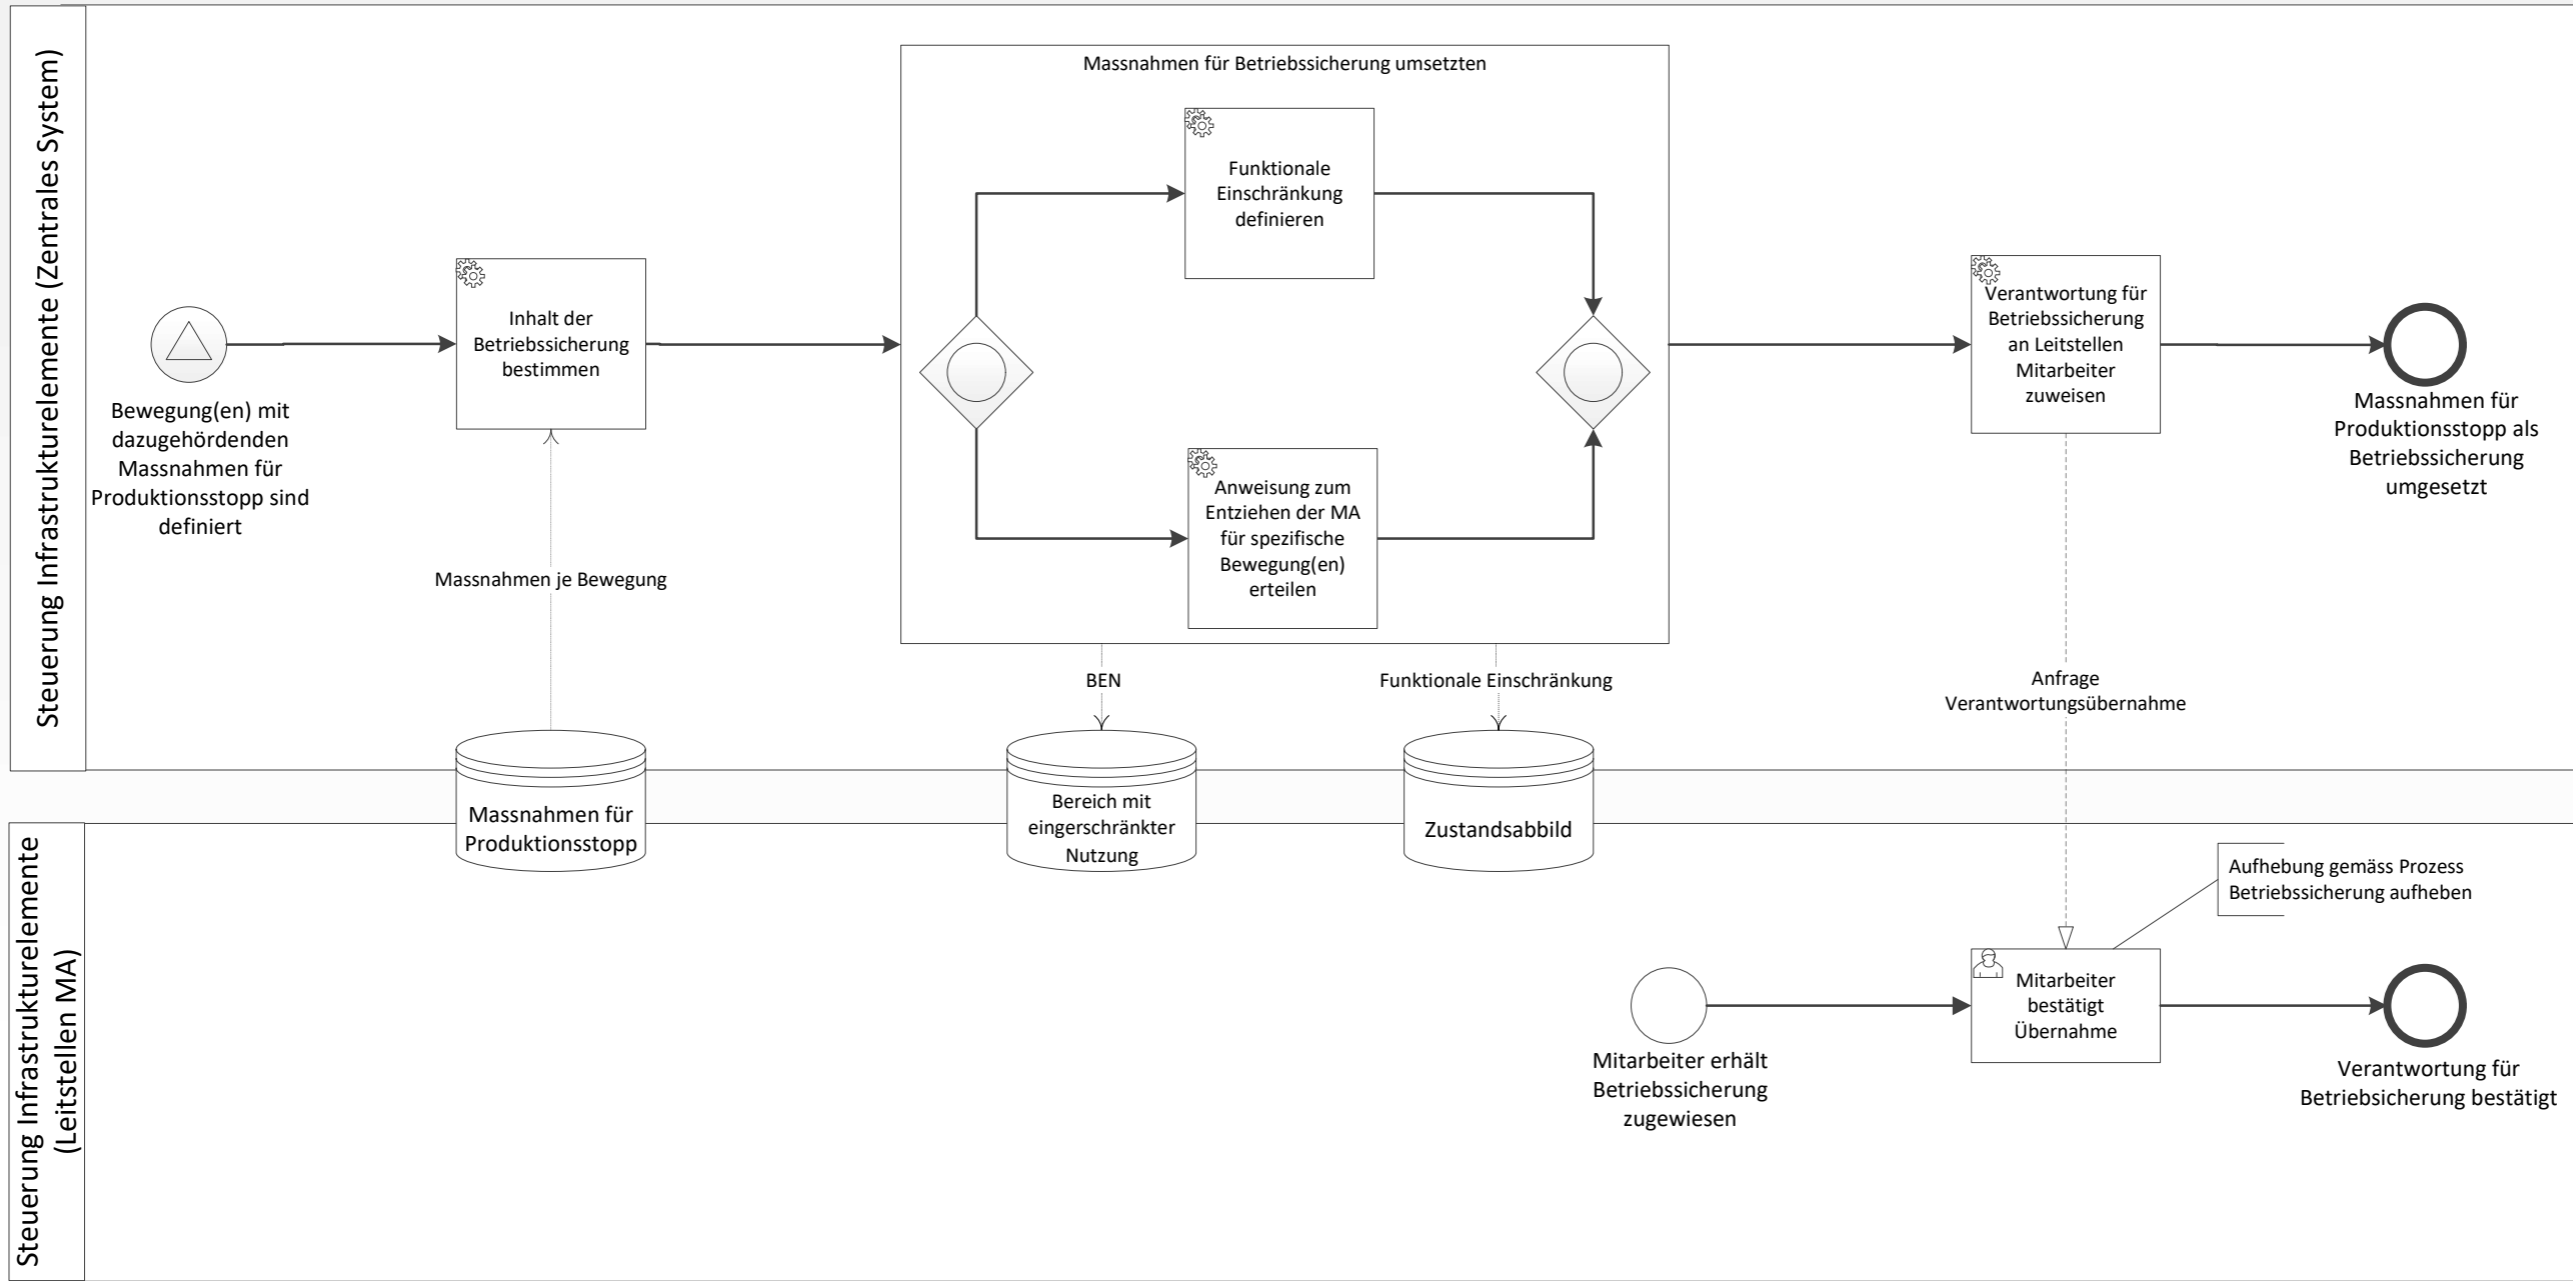 Steuerung Infrastrukturelemente (Zentrales System)
Bewegung(en) mit
dazugehördenden
Massnahmen für
Produktionsstopp sind
definiert
Inhalt der
Betriebssicherung
bestimmen
Massnahmen je Bewegung
Massnahmen für
Produktionsstopp
Massnahmen für Betriebssicherung umsetzten
Funktionale
Einschränkung
definieren
Anweisung zum
Entziehen der MA
für spezifische
Bewegung(en)
erteilen
BEN
Funktionale Einschränkung
Bereich mit
eingerschränkter
Nutzung
Zustandsabbild
Verantwortung für
Betriebssicherung
an Leitstellen
Mitarbeiter
zuweisen
Massnahmen für
Produktionsstopp als
Betriebssicherung
umgesetzt
Anfrage
Verantwortungsübernahme
Steuerung Infrastrukturelemente
(Leitstellen MA)
Aufhebung gemäss Prozess
Betriebssicherung aufheben
Mitarbeiter erhält
Betriebssicherung
zugewiesen
Mitarbeiter
bestätigt
Übernahme
Verantwortung für
Betriebsicherung bestätigt